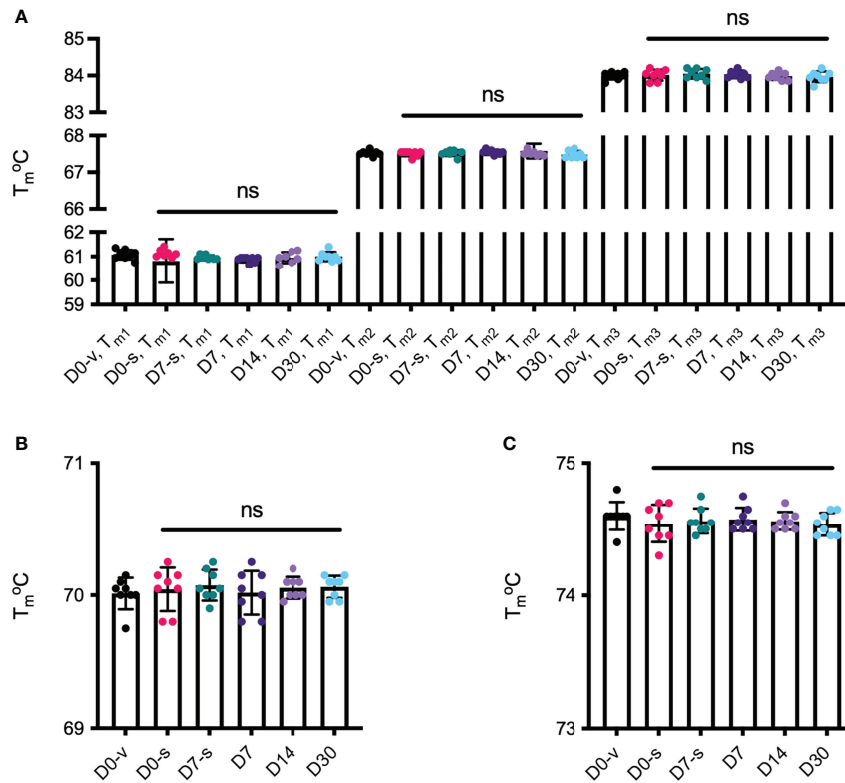 A
ns
ns
ns
85
84
83
68
67
66
62
61
60
59
Tm°C
D0-v, Tm1
D0-s, Tm1
D7-s, Tm1
D7, Tm1
D14, Tm1
D30, Tm1
D0-v, Tm2
D0-s, Tm2
D7-s, Tm2
D7, Tm2
D14, Tm2
D30, Tm2
D0-v, Tm3
D0-s, Tm3
D7-s, Tm3
D7, Tm3
D14, Tm3
D30, Tm3
B
ns
71
70
69
Tm°C
D0-v
D0-s
D7-s
D7
D14
D30
C
ns
75
74
73
Tm°C
D0-v
D0-s
D7-s
D7
D14
D30